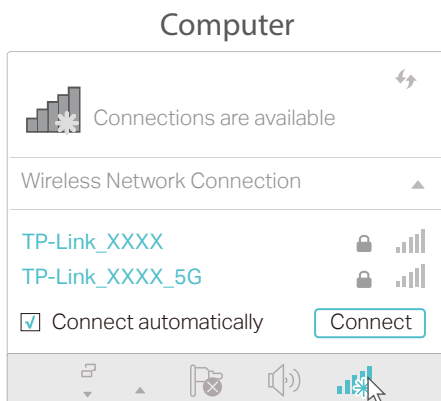 Computer
Connections are available
Wireless Network Connection
TP-Link_XXXX
TP-Link_XXXX_5G
Connect automatically
Connect